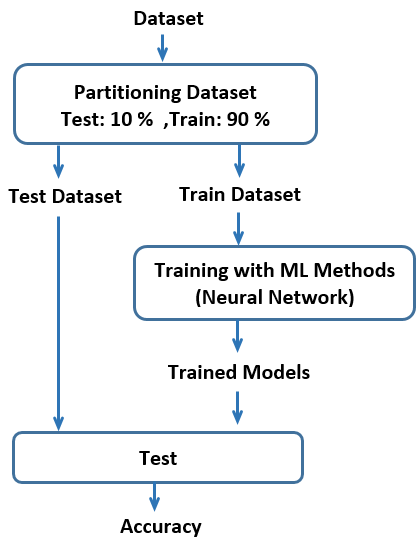 Dataset
Partitioning Dataset
Test: 10 % ,Train: 90 %
Test Dataset
Train Dataset
Training with ML Methods
(Neural Network)
Trained Models
Test
Accuracy